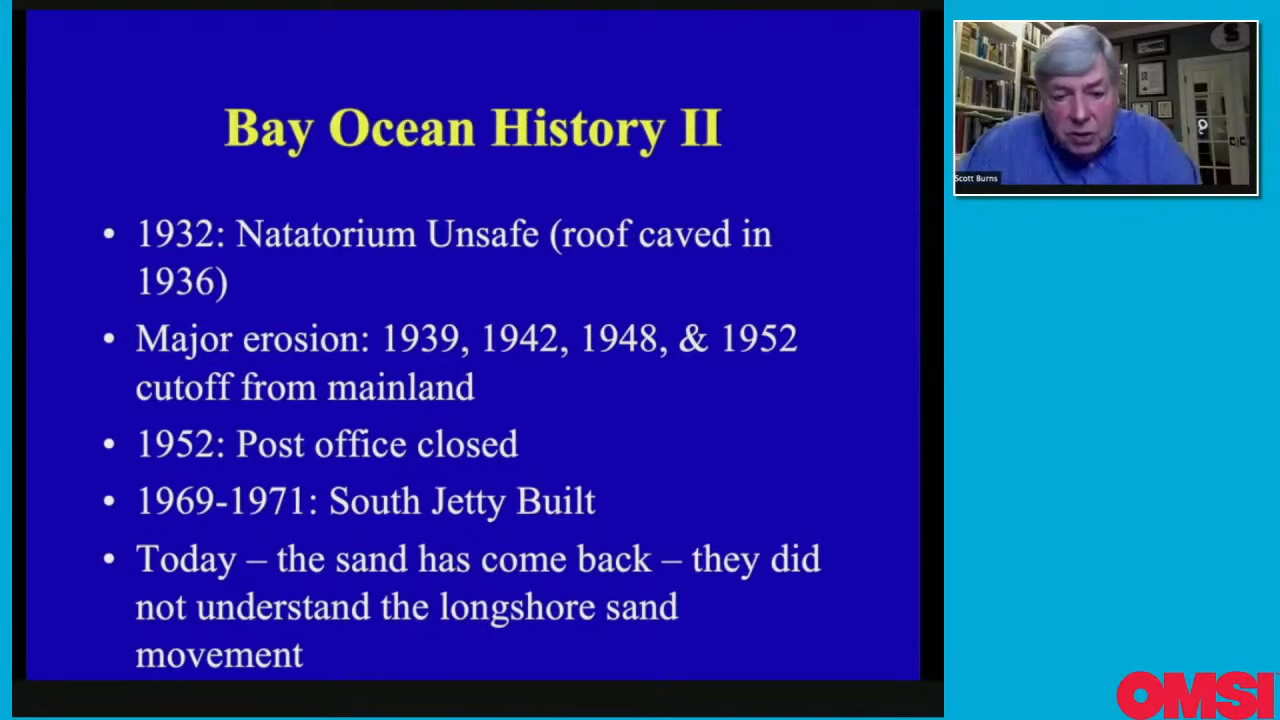 Bay Ocean History II
• 1932: Natatorium Unsafe (roof caved in
1936)
• Major erosion: 1939, 1942, 1948, & 1952
cutoff from mainland
• 1952: Post office closed
• 1969-1971: South Jetty Built
• Today – the sand has come back – they did
not understand the longshore sand
movement
Scott Burns
OMSI